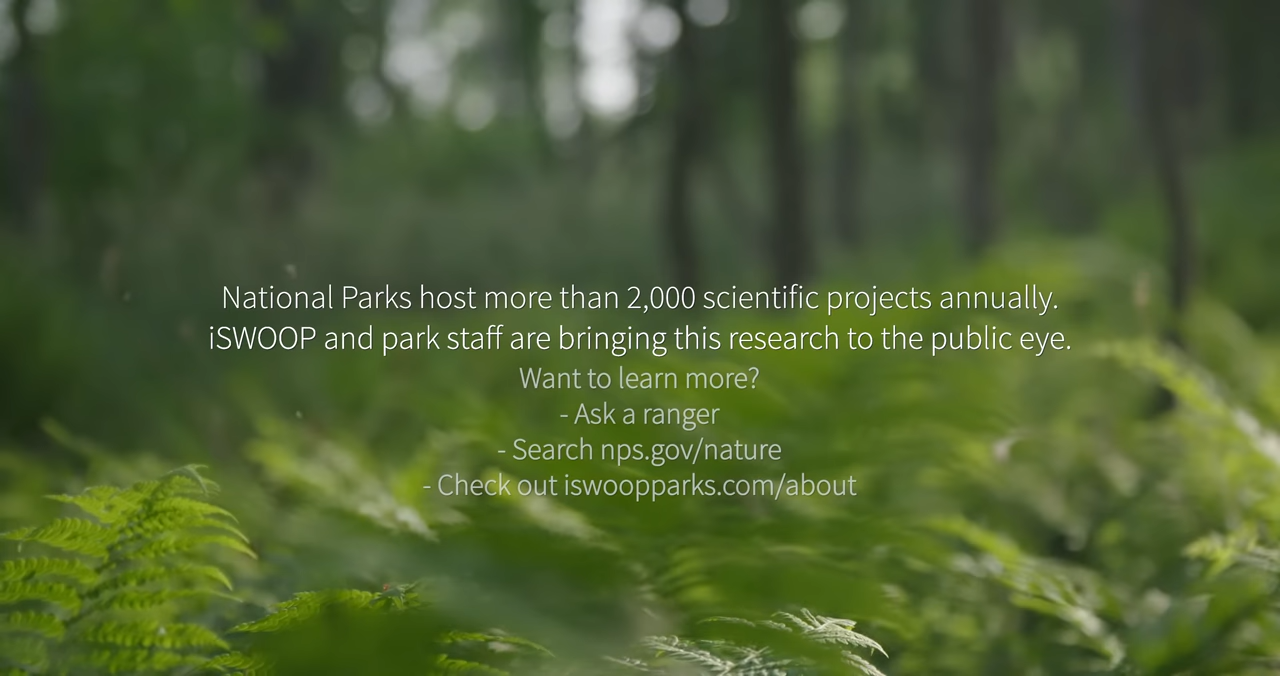 National Parks host more than 2,000 scientific projects annually.
iSWOOP and park staff are bringing this research to the public eye.
Want to learn more?
- Ask a ranger
- Search nps.gov/nature
- Check out iswoopparks.com/about